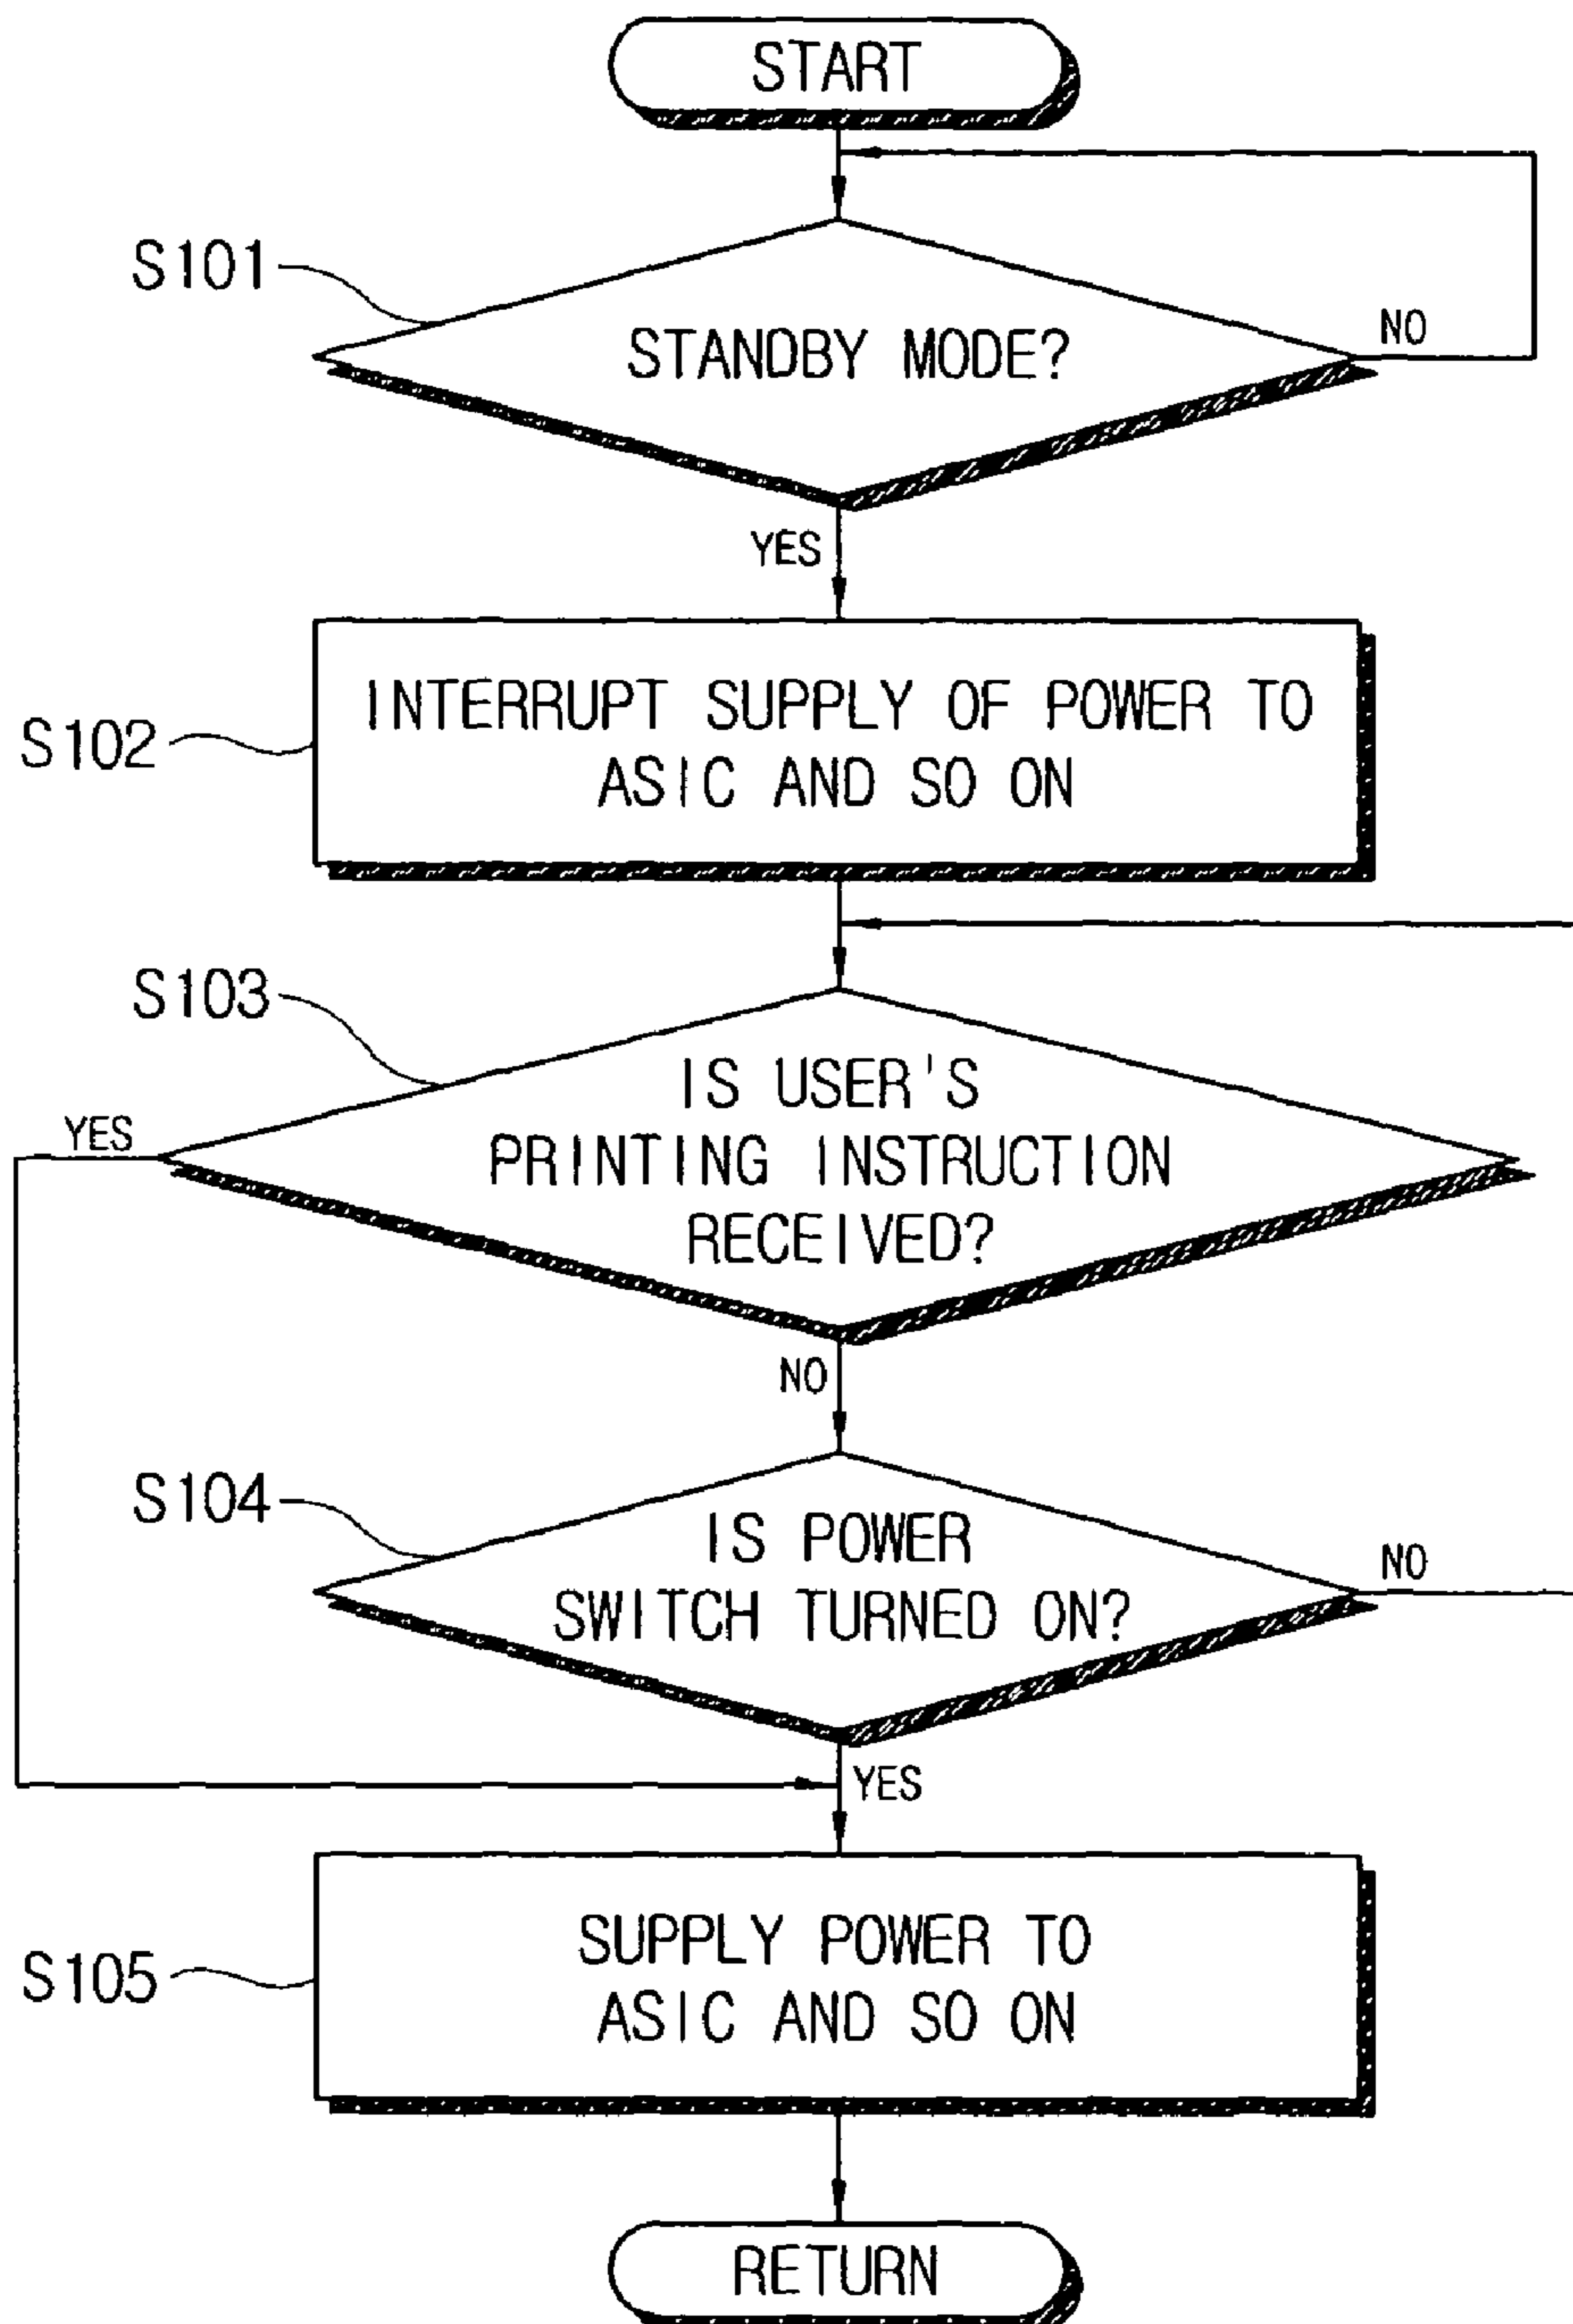 START
S101
STANDBY MODE?
NO
YES
S102
INTERRUPT SUPPLY OF POWER TO
ASIC AND SO ON
S103
IS USER'S
PRINTING INSTRUCTION
RECEIVED?
YES
NO
S104
IS POWER
SWITCH TURNED ON?
NO
YES
S105
SUPPLY POWER TO
ASIC AND SO ON
RETURN